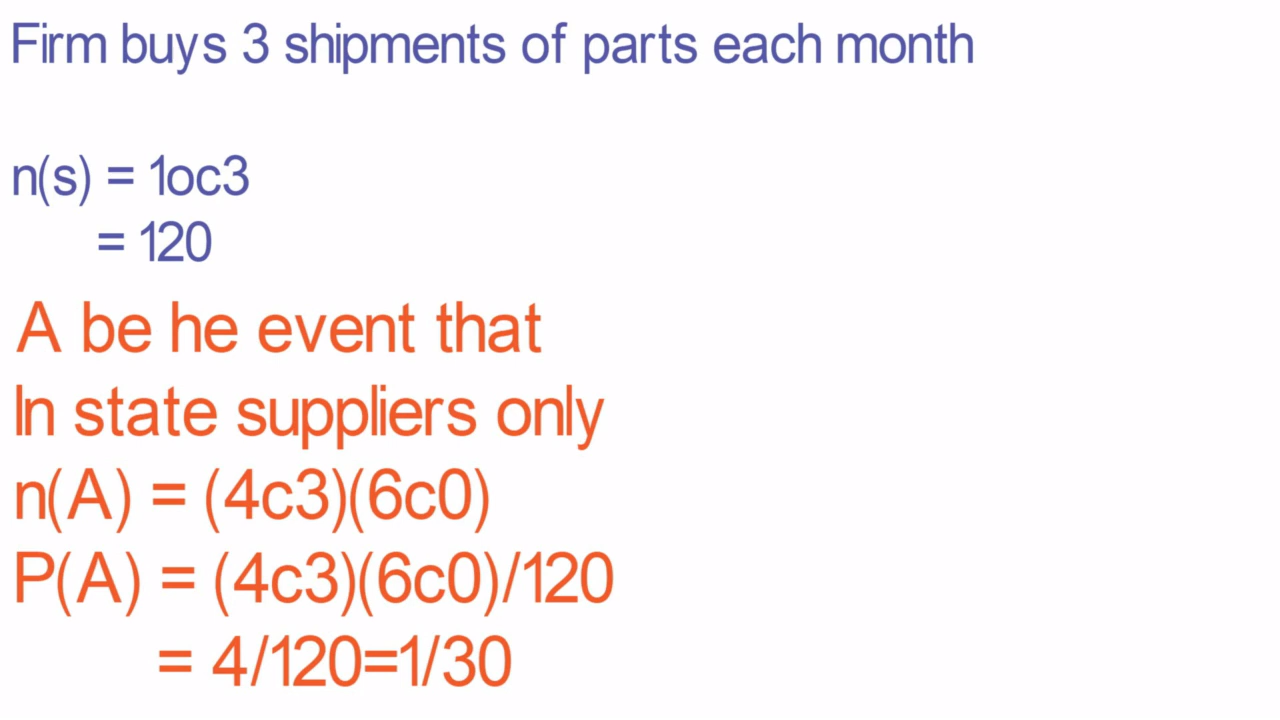 Firm buys 3 shipments of parts each month
n(s) = 1oc3
= 120
A be he event that
In state suppliers only
n(A) = (4c3)(6c0)
P(A) = (4c3)(6c0)/120
= 4/120=1/30